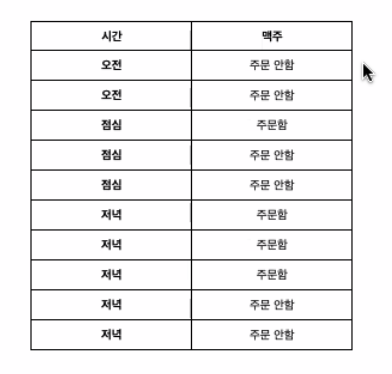 시간 맥주
오전 주문 안함
오전 주문 안함
점심 주문함
점심 주문 안함
점심 주문 안함
저녁 주문함
저녁 주문함
저녁 주문함
저녁 주문 안함
저녁 주문 안함